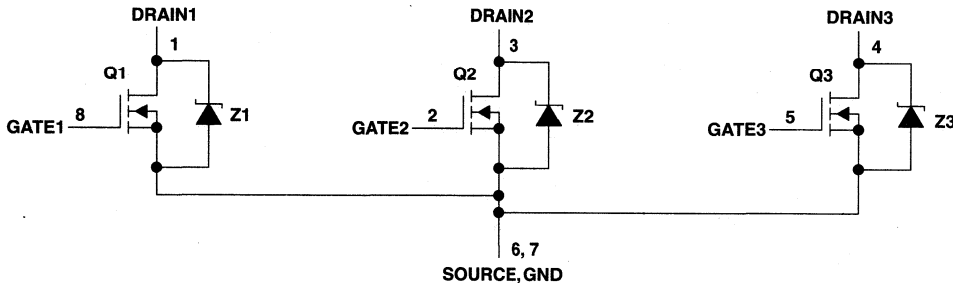 DRAIN1
DRAIN2
DRAIN3
1
3
4
Q1
Q2
Q3
8
Z1
2
Z2
5
Z3
GATE1
GATE2
GATE3
6, 7
SOURCE, GND